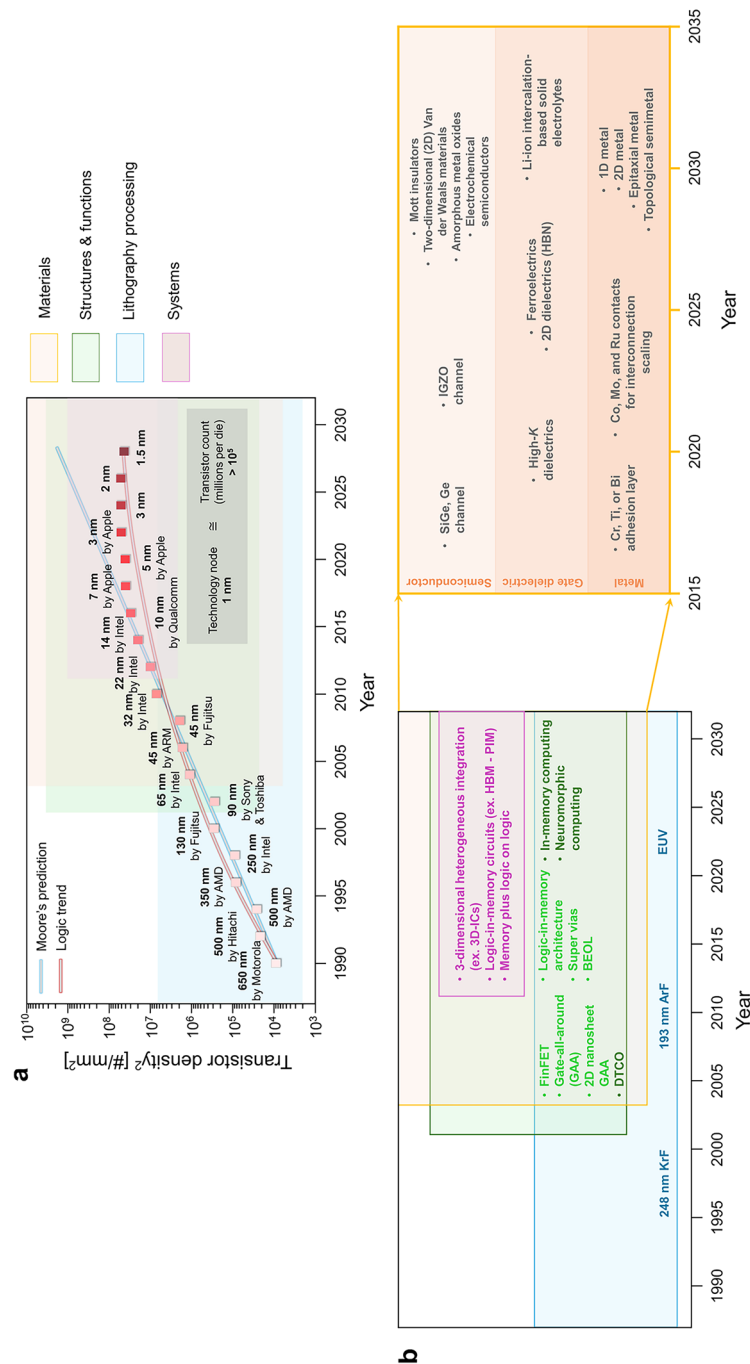 a
Transistor density² [#/mm²]
10¹⁰
10⁹
10⁸
10⁷
10⁶
10⁵
10⁴
10³
Moore's prediction
Logic trend
650 nm
by Motorola
500 nm
by Hitachi
500 nm
by AMD
350 nm
by AMD
250 nm
by Intel
130 nm
by Fujitsu
90 nm
by Sony
& Toshiba
65 nm
by Intel
45 nm
by ARM
45 nm
by Fujitsu
32 nm
by Intel
22 nm
by Intel
14 nm
by Intel
10 nm
by Qualcomm
7 nm
by Apple
5 nm
by Apple
3 nm
by Apple
3 nm
2 nm
1.5 nm
Technology node
1 nm
≅
Transistor count
(millions per die)
> 10⁵
1990
1995
2000
2005
2010
2015
2020
2025
2030
Year
Materials
Structures & functions
Lithography processing
Systems
b
• 3-dimensional heterogeneous integration
(ex. 3D-ICs)
• Logic-in-memory circuits (ex. HBM - PIM)
• Memory plus logic on logic
• FinFET
• Gate-all-around
(GAA)
• 2D nanosheet
GAA
• DTCO
• Logic-in-memory
architecture
• Super vias
• BEOL
• In-memory computing
• Neuromorphic
computing
248 nm KrF
193 nm ArF
EUV
1990
1995
2000
2005
2010
2015
2020
2025
2030
Year
Semiconductor
• SiGe, Ge
channel
• IGZO
channel
• Mott insulators
• Two-dimensional (2D) Van
der Waals materials
• Amorphous metal oxides
• Electrochemical
semiconductors
Gate dielectric
• High-K
dielectrics
• Ferroelectrics
• 2D dielectrics (HBN)
• Li-ion intercalation-
based solid
electrolytes
Metal
• Cr, Ti, or Bi
adhesion layer
• Co, Mo, and Ru contacts
for interconnection
scaling
• 1D metal
• 2D metal
• Epitaxial metal
• Topological semimetal
2015
2020
2025
2030
2035
Year